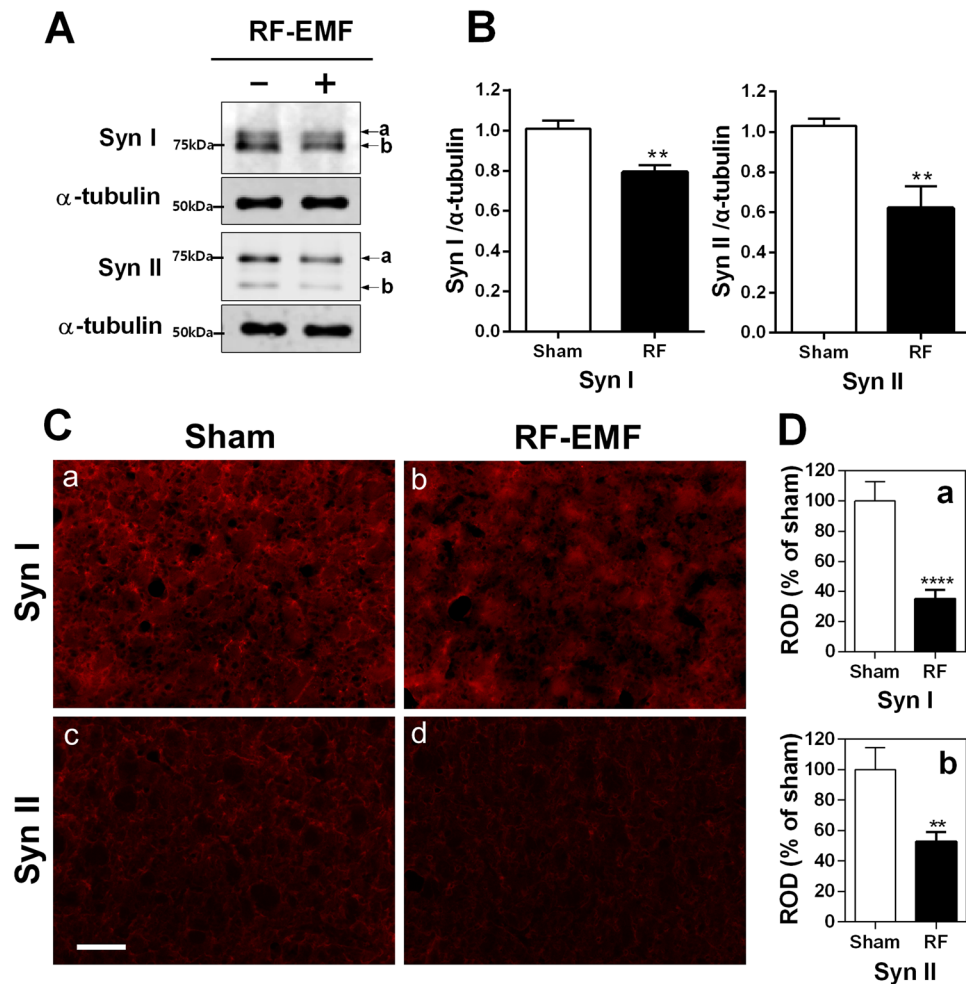 A
RF-EMF
− +
Syn I
75kDa
a
b
α-tubulin
50kDa
Syn II
75kDa
a
b
α-tubulin
50kDa
B
Syn I /α-tubulin
1.2
1.0
0.8
0.6
0.4
0.2
0.0
**
Sham RF
Syn I
Syn II /α-tubulin
1.2
1.0
0.8
0.6
0.4
0.2
0.0
**
Sham RF
Syn II
C
Sham RF-EMF
Syn I
a b
Syn II
c d
D
a
ROD (% of sham)
120
100
80
60
40
20
0
****
Sham RF
Syn I
b
ROD (% of sham)
120
100
80
60
40
20
0
**
Sham RF
Syn II